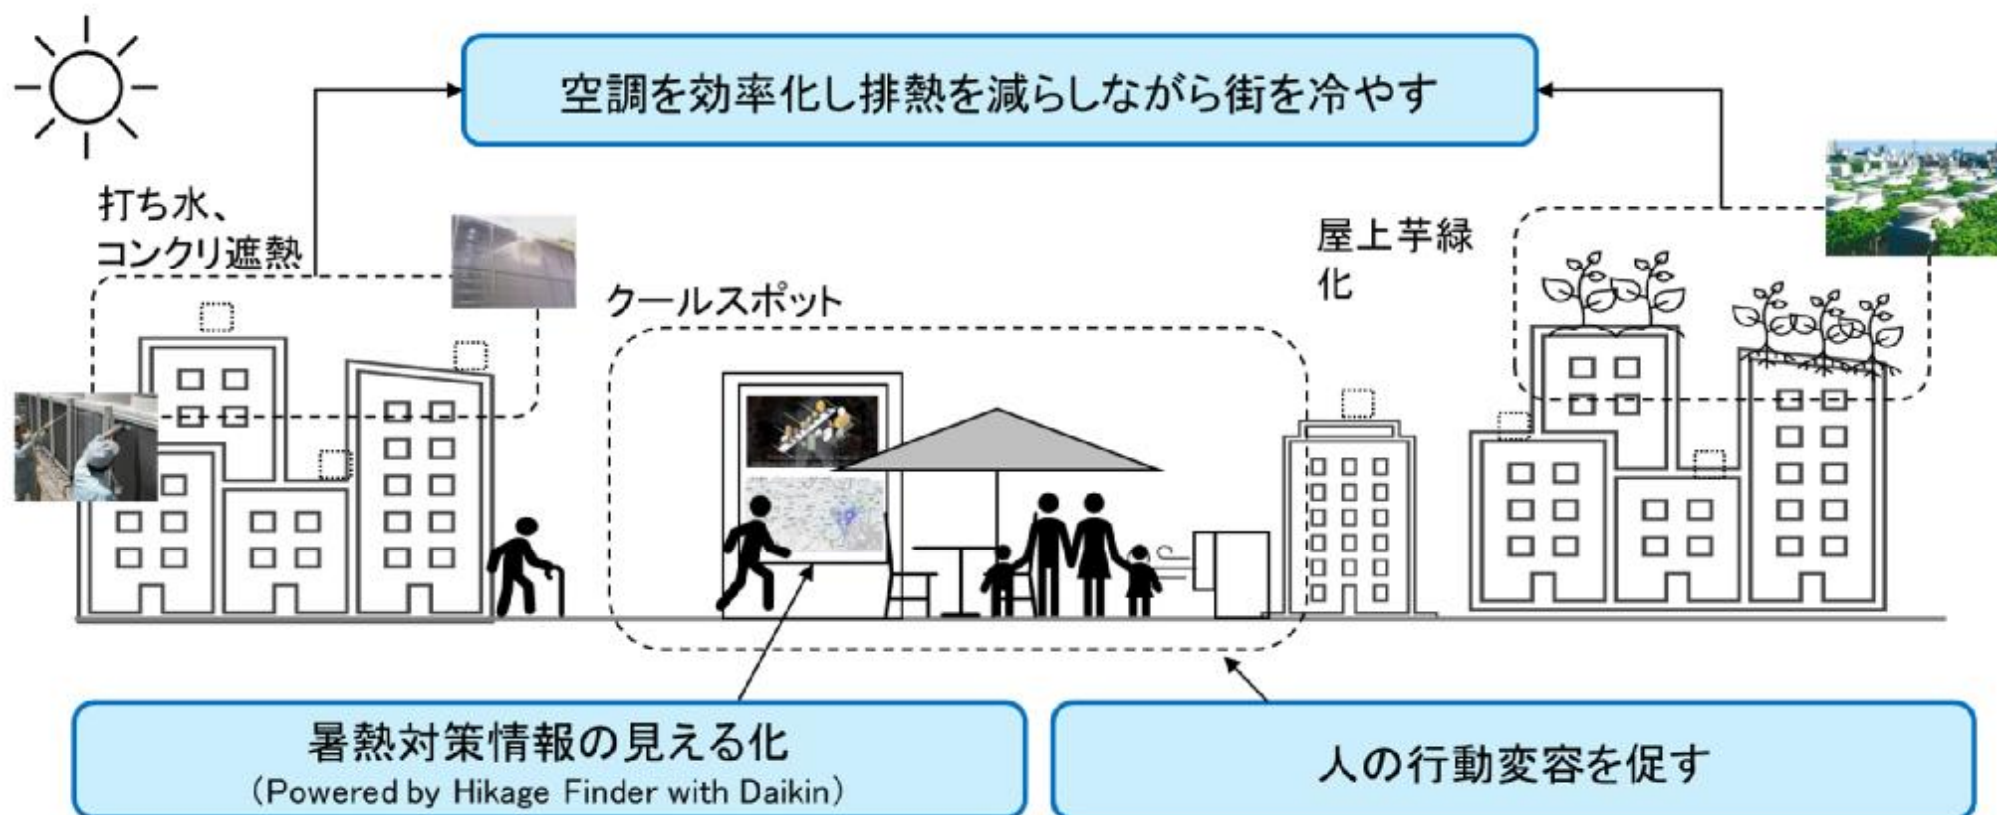 空調を効率化し排熱を減らしながら街を冷やす
打ち水、
コンクリ遮熱
屋上芋緑
化
クールスポット
暑熱対策情報の見える化
（Powered by Hikage Finder with Daikin）
人の行動変容を促す